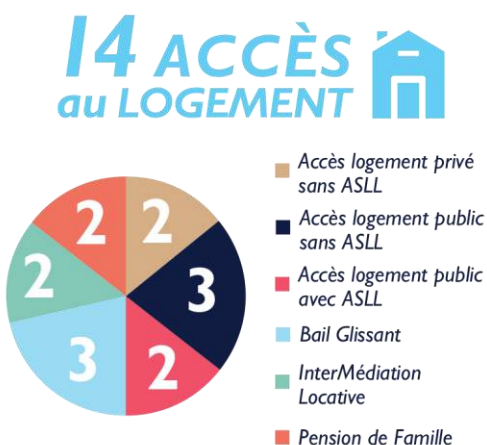 14 ACCÈS
au LOGEMENT
2
2
3
2
3
2
Accès logement privé
sans ASLL
Accès logement public
sans ASLL
Accès logement public
avec ASLL
Bail Glissant
InterMédiation
Locative
Pension de Famille